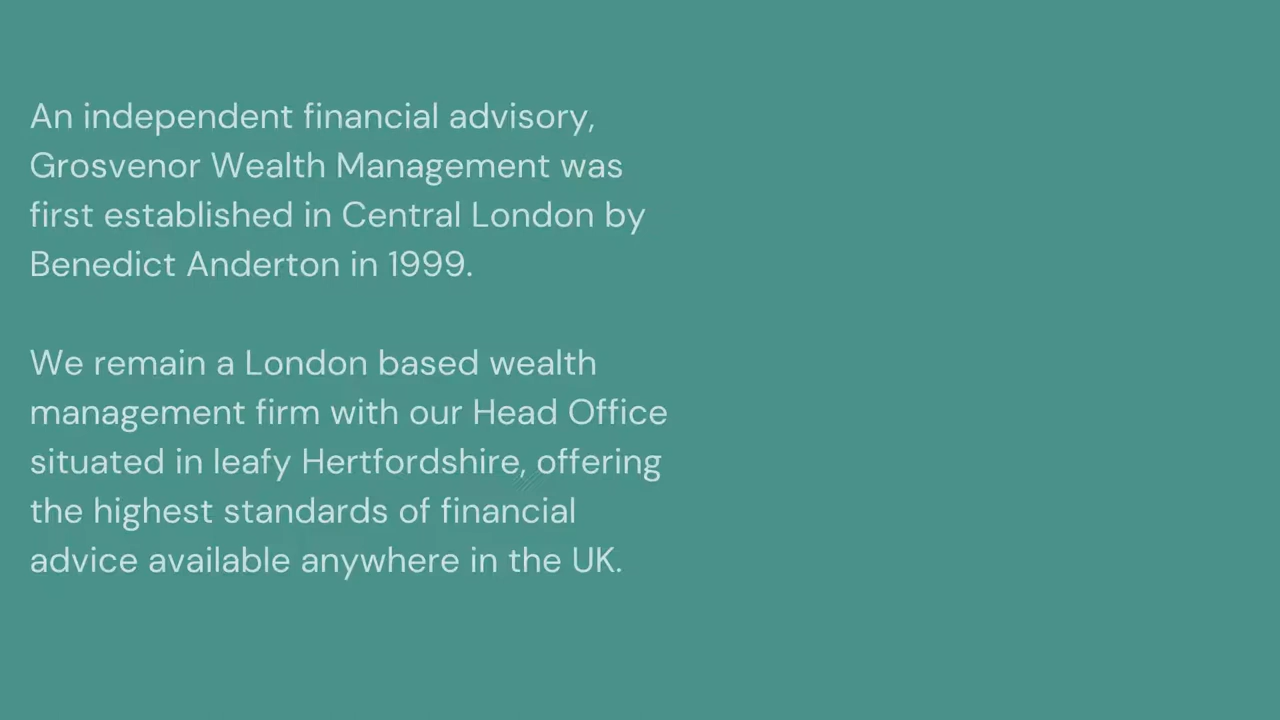 An independent financial advisory,
Grosvenor Wealth Management was
first established in Central London by
Benedict Anderton in 1999.
We remain a London based wealth
management firm with our Head Office
situated in leafy Hertfordshire, offering
the highest standards of financial
advice available anywhere in the UK.